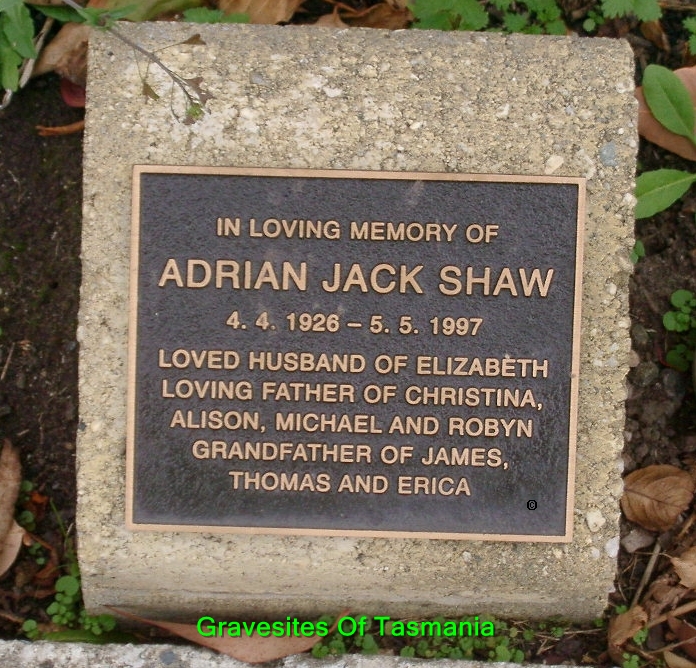 IN LOVING MEMORY OF
ADRIAN JACK SHAW
4. 4. 1926 – 5. 5. 1997
LOVED HUSBAND OF ELIZABETH
LOVING FATHER OF CHRISTINA,
ALISON, MICHAEL AND ROBYN
GRANDFATHER OF JAMES,
THOMAS AND ERICA
©
Gravesites Of Tasmania